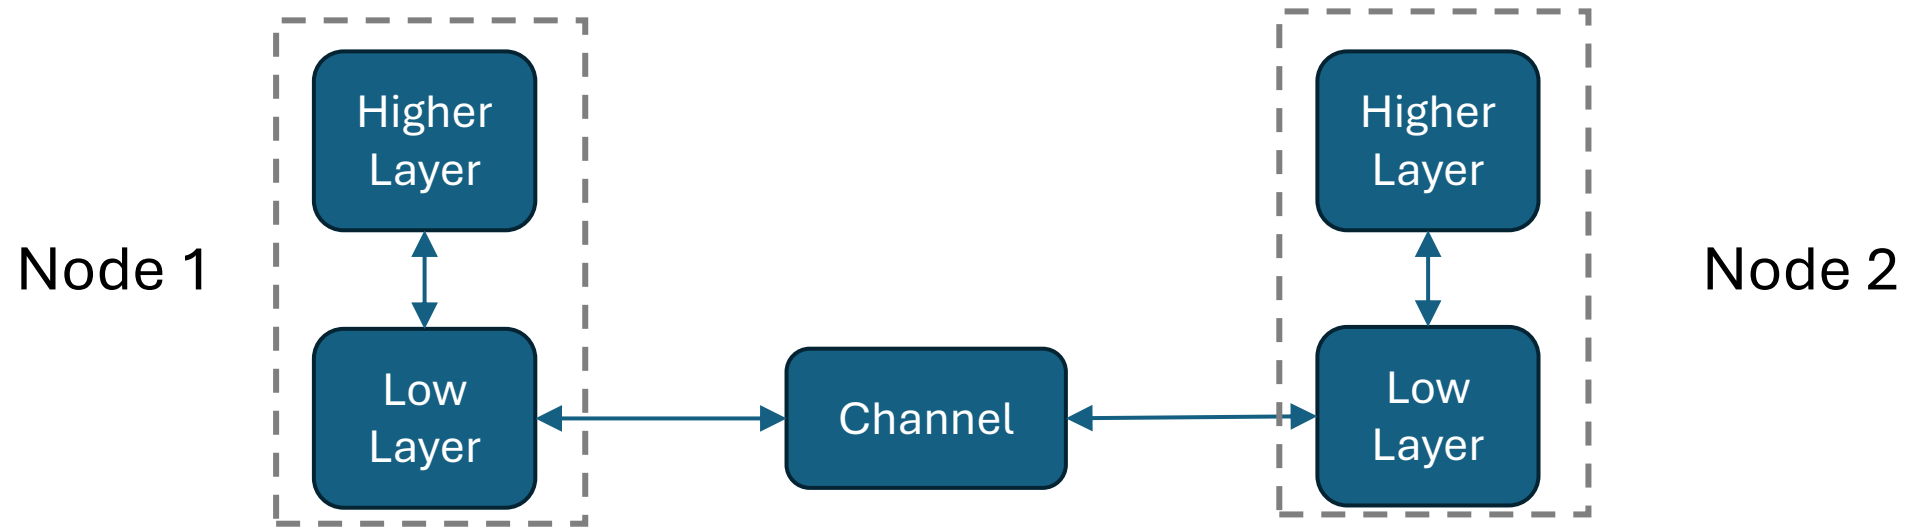 Node 1
Higher
Layer
Low
Layer
Channel
Higher
Layer
Low
Layer
Node 2